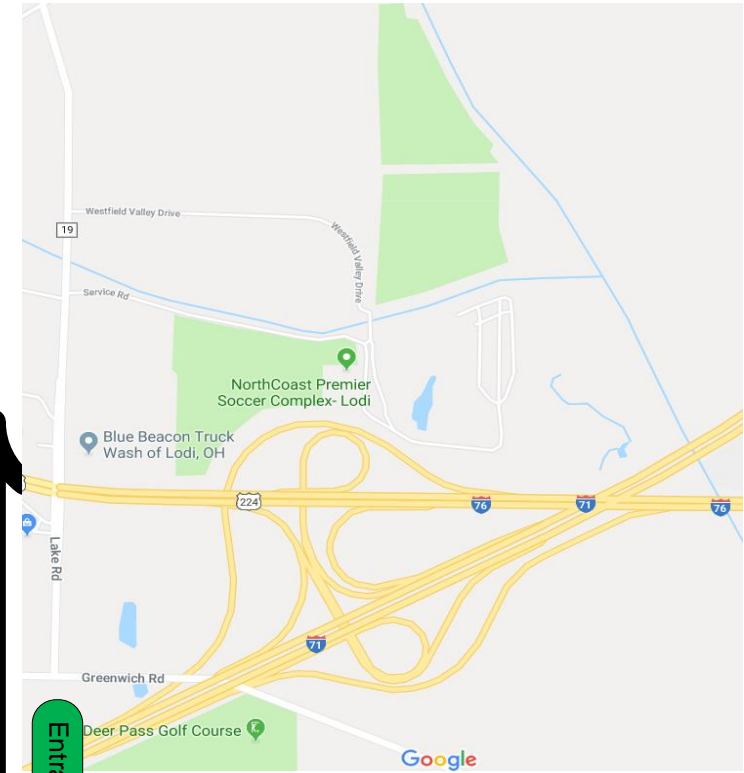 Westfield Valley Drive
19
Westfield Valley Drive
Service Rd
NorthCoast Premier
Soccer Complex- Lodi
Blue Beacon Truck
Wash of Lodi, OH
224
76
71
76
Lake Rd
71
Greenwich Rd
Deer Pass Golf Course
Google